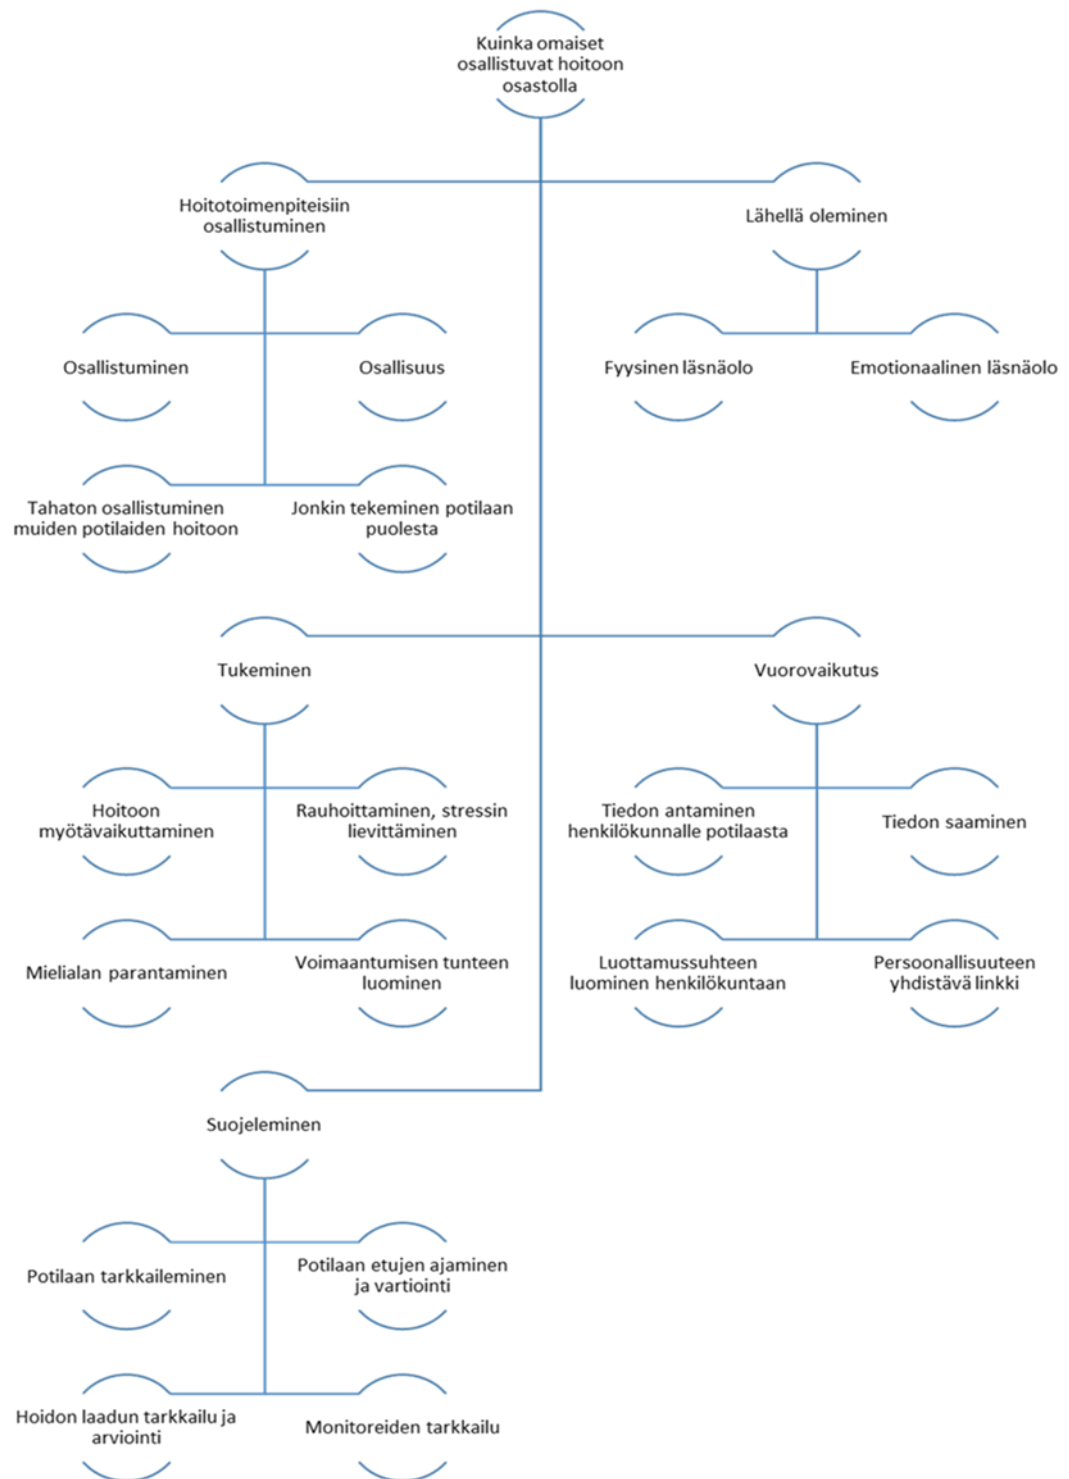 Kuinka omaiset
osallistuvat hoitoon
osastolla
Hoitotoimenpiteisiin
osallistuminen
Lähellä oleminen
Osallistuminen
Osallisuus
Fyysinen läsnäolo
Emotionaalinen läsnäolo
Tahaton osallistuminen
muiden potilaiden hoitoon
Jonkin tekeminen potilaan
puolesta
Tukeminen
Vuorovaikutus
Hoitoon
myötävaikuttaminen
Rauhoittaminen, stressin
lievittäminen
Tiedon antaminen
henkilökunnalle potilaasta
Tiedon saaminen
Mielialan parantaminen
Voimaantumisen tunteen
luominen
Luottamussuhteen
luominen henkilökuntaan
Persoonallisuuteen
yhdistävä linkki
Suojeleminen
Potilaan tarkkaileminen
Potilaan etujen ajaminen
ja vartiointi
Hoidon laadun tarkkailu ja
arviointi
Monitoreiden tarkkailu